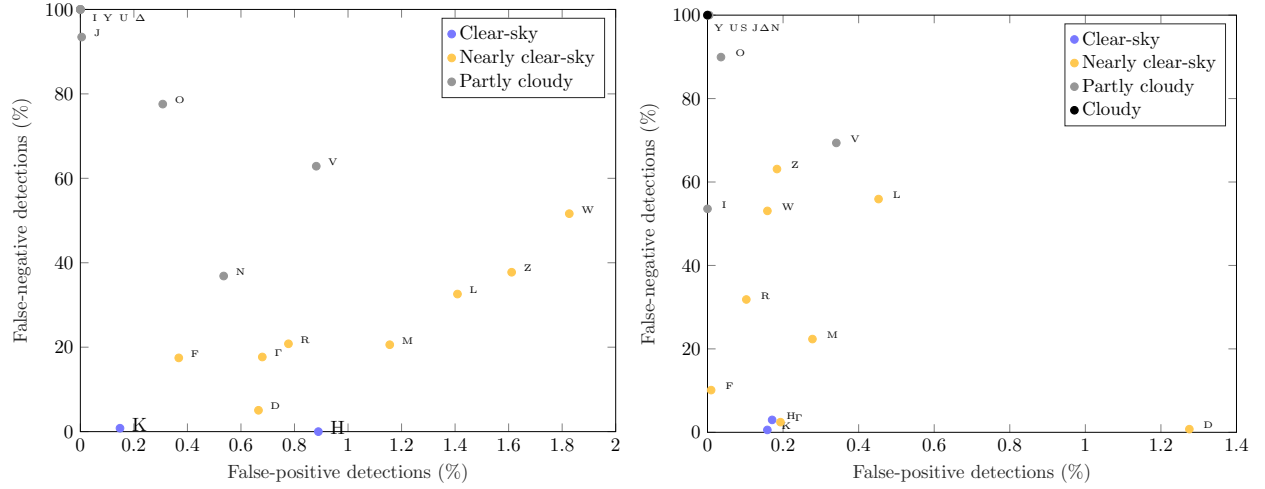 100
80
60
40
20
0
0
0.2
0.4
0.6
0.8
1
1.2
1.4
1.6
1.8
2
False-negative detections (%)
False-positive detections (%)
Clear-sky
Nearly clear-sky
Partly cloudy
I Y U Δ
J
O
V
W
N
Z
L
F
Γ
R
M
D
K
H
100
80
60
40
20
0
0
0.2
0.4
0.6
0.8
1
1.2
1.4
False-negative detections (%)
False-positive detections (%)
Clear-sky
Nearly clear-sky
Partly cloudy
Cloudy
Y U S J Δ N
O
V
Z
L
I
W
R
M
F
H Γ
K
D